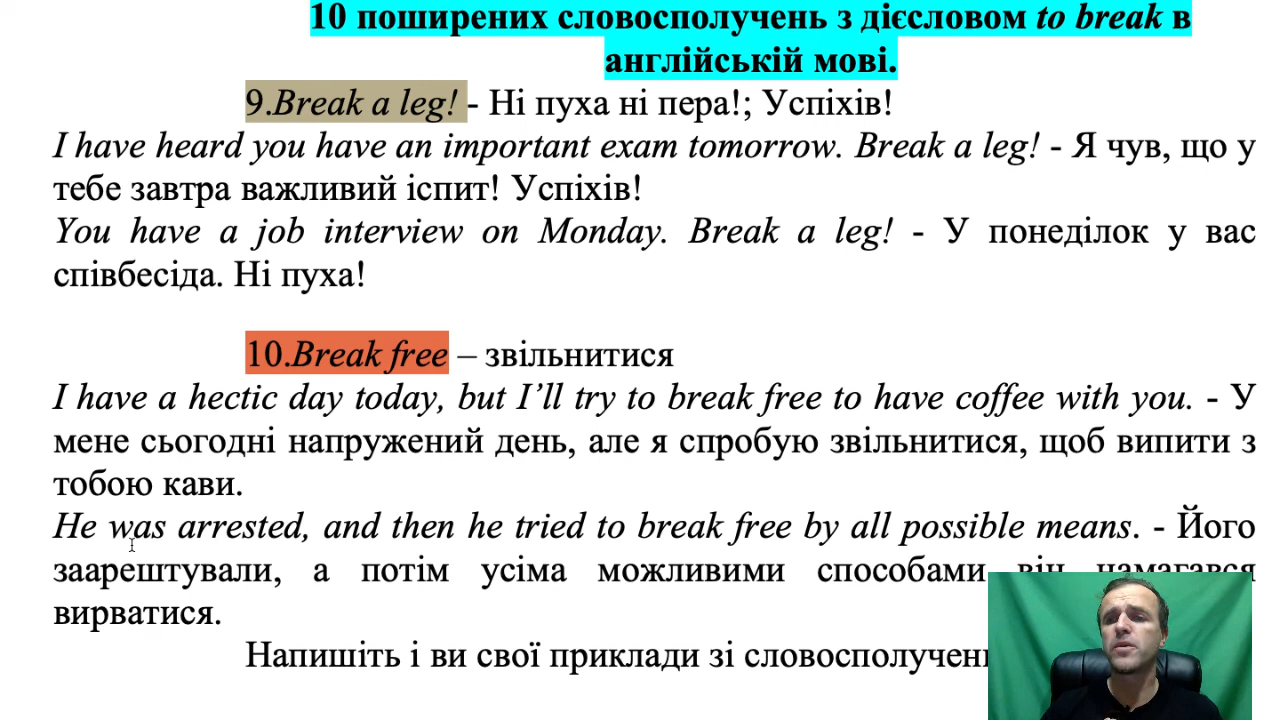 10 поширених словосполучень з дієсловом to break в
англійській мові.
9.Break a leg! - Ні пуха ні пера!; Успіхів!
I have heard you have an important exam tomorrow. Break a leg! - Я чув, що у
тебе завтра важливий іспит! Успіхів!
You have a job interview on Monday. Break a leg! - У понеділок у вас
співбесіда. Ні пуха!
10.Break free – звільнитися
I have a hectic day today, but I’ll try to break free to have coffee with you. - У
мене сьогодні напружений день, але я спробую звільнитися, щоб випити з
тобою кави.
He was arrested, and then he tried to break free by all possible means. - Його
заарештували, а потім усіма можливими способами він намагався
вирватися.
Напишіть і ви свої приклади зі